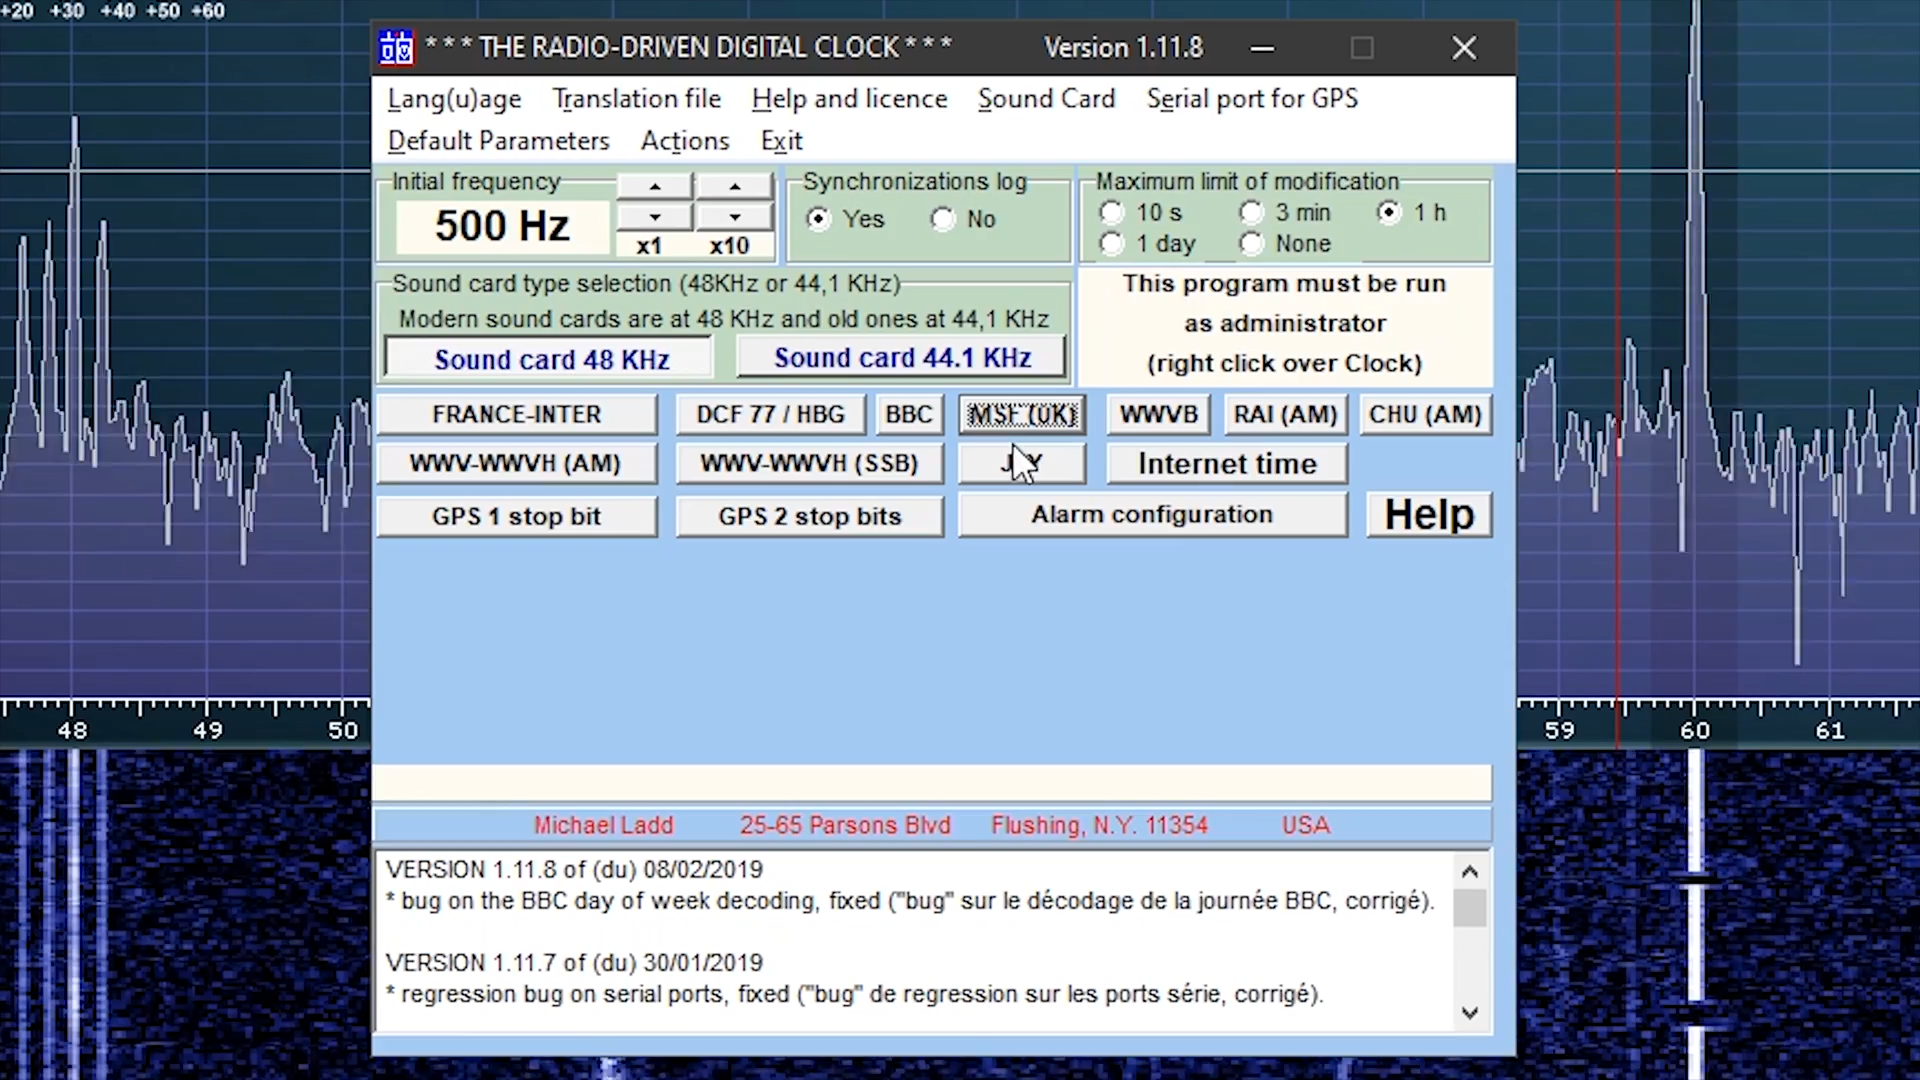 +20 +30 +40 +50 +60
* * * THE RADIO-DRIVEN DIGITAL CLOCK * * * Version 1.11.8
Lang(u)age Translation file Help and licence Sound Card Serial port for GPS
Default Parameters Actions Exit
Initial frequency Synchronizations log Maximum limit of modification
500 Hz Yes No 10 s 3 min 1 h
x1 x10 1 day None
Sound card type selection (48KHz or 44,1 KHz)
Modern sound cards are at 48 KHz and old ones at 44,1 KHz
Sound card 48 KHz Sound card 44.1 KHz
This program must be run
as administrator
(right click over Clock)
FRANCE-INTER DCF 77 / HBG BBC MSF (UK) WWVB RAI (AM) CHU (AM)
WWV-WWVH (AM) WWV-WWVH (SSB) Internet time
GPS 1 stop bit GPS 2 stop bits Alarm configuration Help
48 49 50 59 60 61
Michael Ladd 25-65 Parsons Blvd Flushing, N.Y. 11354 USA
VERSION 1.11.8 of (du) 08/02/2019
* bug on the BBC day of week decoding, fixed ("bug" sur le décodage de la journée BBC, corrigé).
VERSION 1.11.7 of (du) 30/01/2019
* regression bug on serial ports, fixed ("bug" de regression sur les ports série, corrigé).